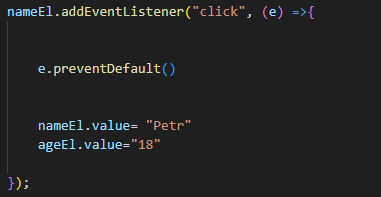 nameEl.addEventListener("click", (e) =>{
e.preventDefault()
nameEl.value= "Petr"
ageEl.value="18"
});